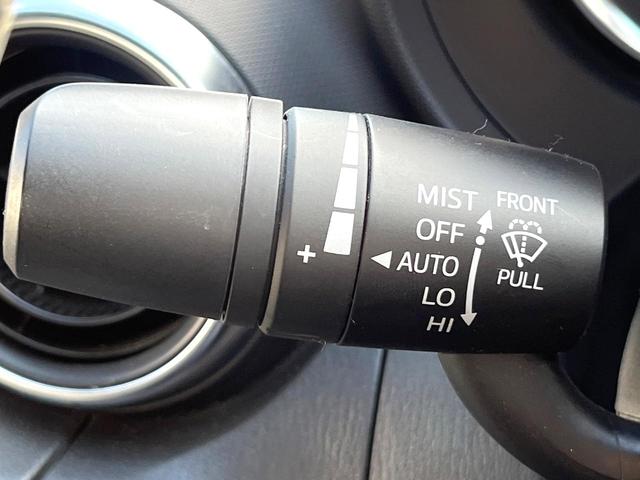 MIST
OFF
AUTO
LO
HI
FRONT
PULL
+